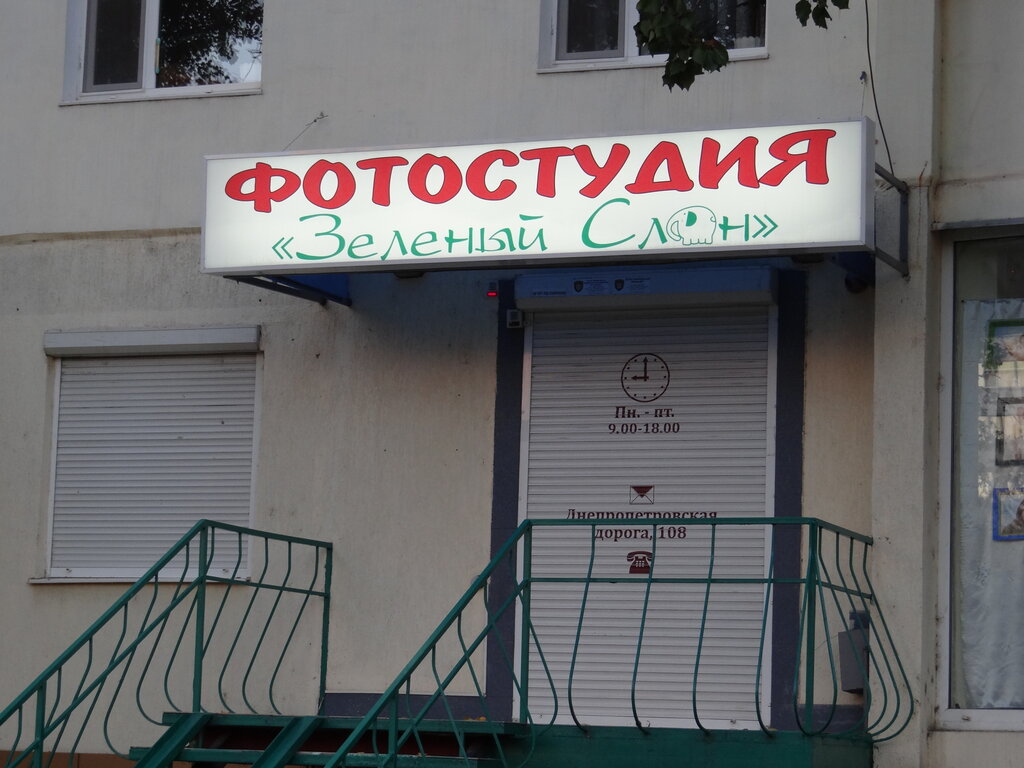 ФОТОСТУДИЯ
«Зеленый Слон»
Пн. - пт.
9.00-18.00
Днепропетровская
дорога, 108